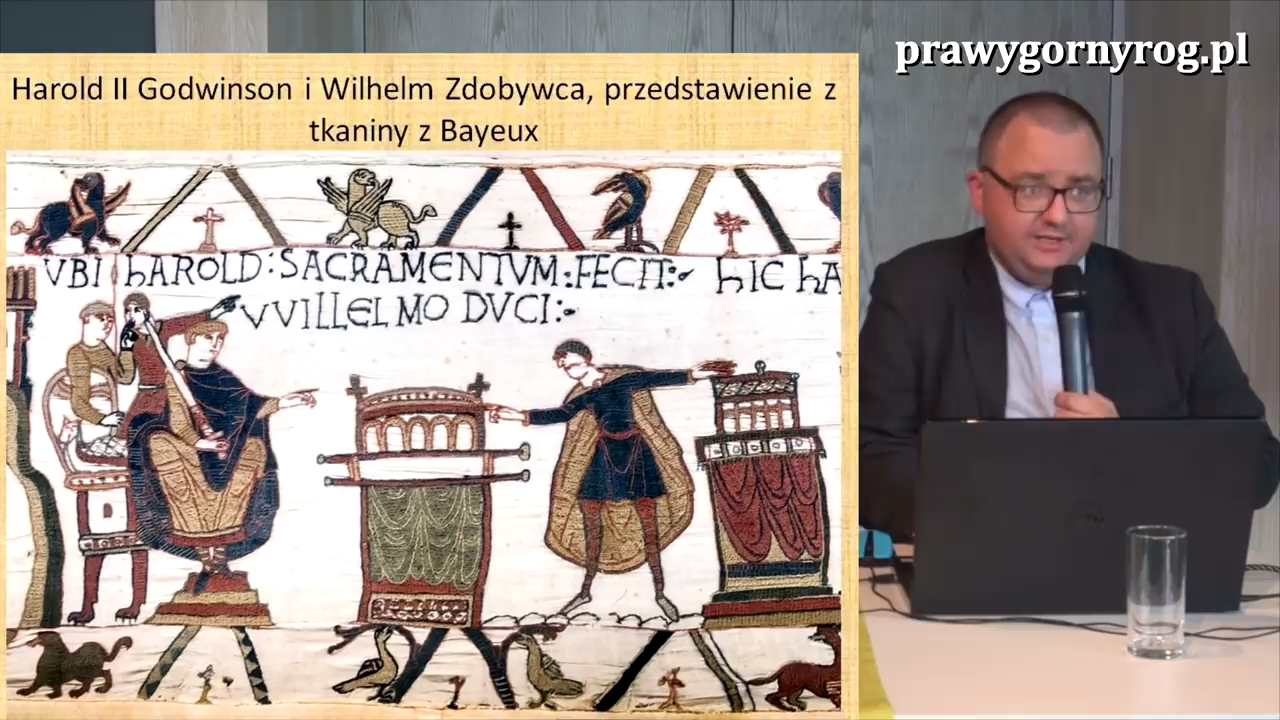 prawygornyrog.pl
Harold II Godwinson i Wilhelm Zdobywca, przedstawienie z
tkaniny z Bayeux
VBI hAROLD:SACRAMENTVM:FECIT:
VVILLELMO DVCI:
hIC hA